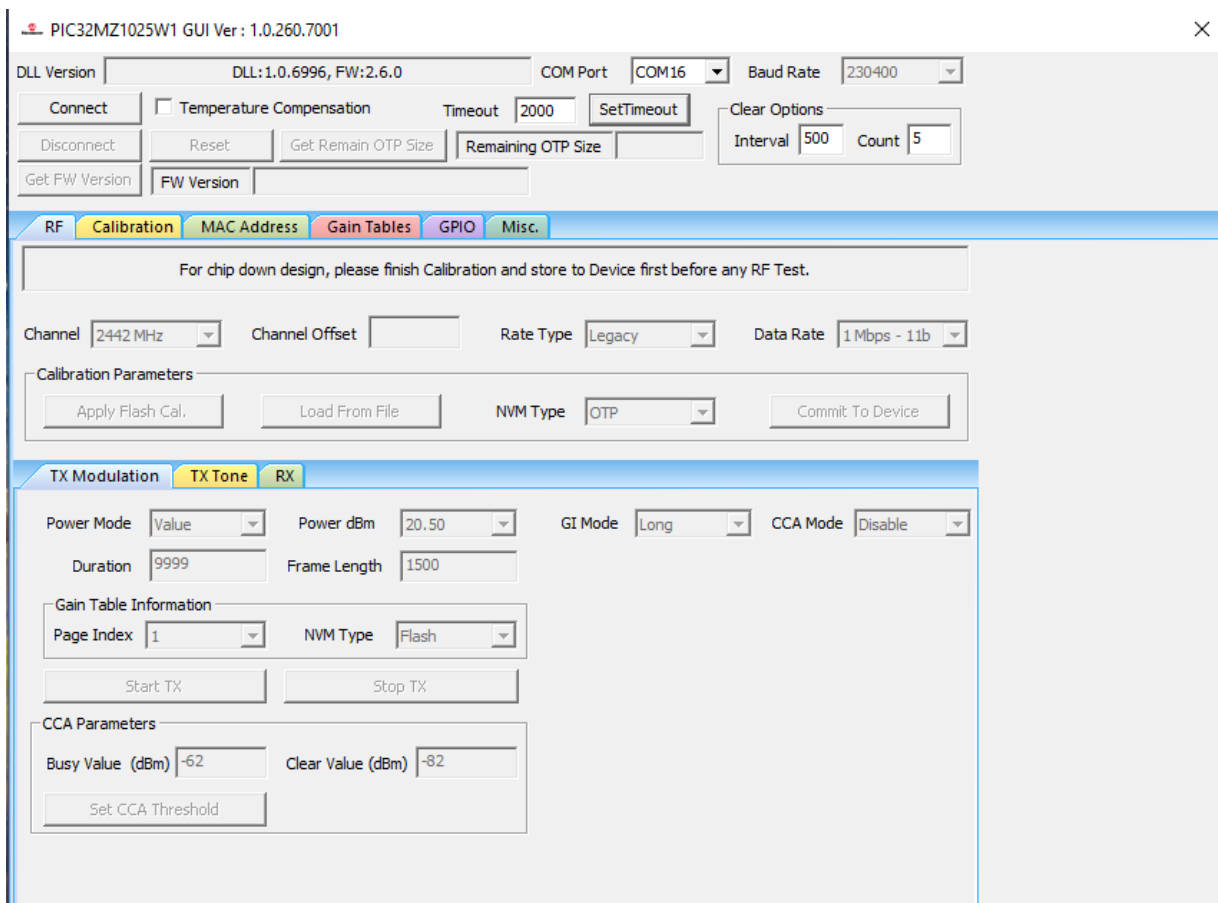 PIC32MZ1025W1 GUI Ver : 1.0.260.7001
DLL Version DLL:1.0.6996, FW:2.6.0 COM Port COM16 Baud Rate 230400
Connect Temperature Compensation Timeout 2000 SetTimeout Clear Options
Disconnect Reset Get Remain OTP Size Remaining OTP Size Interval 500 Count 5
Get FW Version FW Version
RF Calibration MAC Address Gain Tables GPIO Misc.
For chip down design, please finish Calibration and store to Device first before any RF Test.
Channel 2442 MHz Channel Offset Rate Type Legacy Data Rate 1 Mbps - 11b
Calibration Parameters
Apply Flash Cal. Load From File NVM Type OTP Commit To Device
TX Modulation TX Tone RX
Power Mode Value Power dBm 20.50 GI Mode Long CCA Mode Disable
Duration 9999 Frame Length 1500
Gain Table Information
Page Index 1 NVM Type Flash
Start TX Stop TX
CCA Parameters
Busy Value (dBm) -62 Clear Value (dBm) -82
Set CCA Threshold